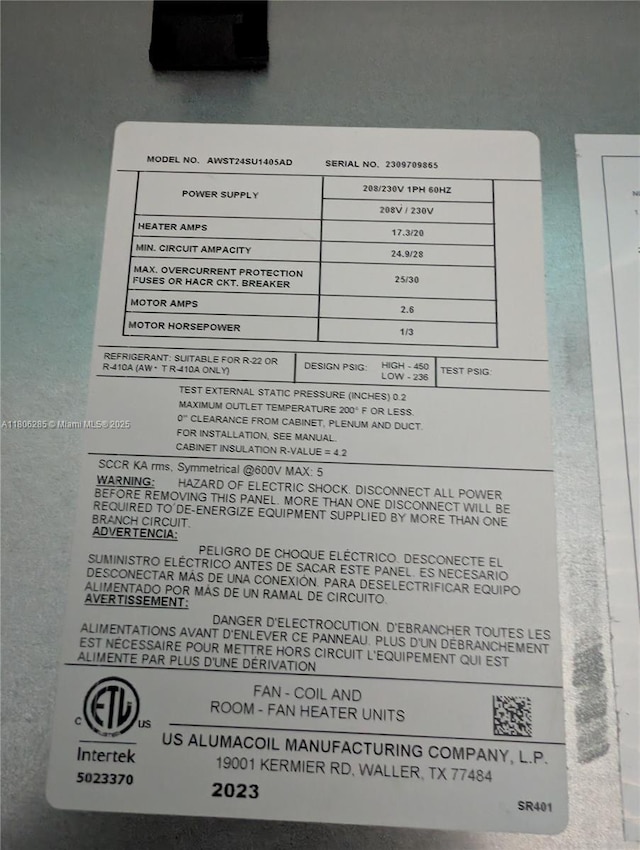 MODEL NO. AWST24SU1405AD SERIAL NO. 2309709865
POWER SUPPLY
208/230V 1PH 60HZ
208V / 230V
HEATER AMPS 17.3/20
MIN. CIRCUIT AMPACITY 24.9/28
MAX. OVERCURRENT PROTECTION
FUSES OR HACR CKT. BREAKER
25/30
MOTOR AMPS 2.6
MOTOR HORSEPOWER 1/3
REFRIGERANT: SUITABLE FOR R-22 OR
R-410A (AW• T R-410A ONLY)
DESIGN PSIG: HIGH - 450
LOW - 236
TEST PSIG:
TEST EXTERNAL STATIC PRESSURE (INCHES) 0.2
MAXIMUM OUTLET TEMPERATURE 200° F OR LESS.
0" CLEARANCE FROM CABINET, PLENUM AND DUCT.
FOR INSTALLATION, SEE MANUAL.
CABINET INSULATION R-VALUE = 4.2
A11806285 © Miami MLS® 2025
SCCR KA rms, Symmetrical @600V MAX: 5
WARNING: HAZARD OF ELECTRIC SHOCK. DISCONNECT ALL POWER
BEFORE REMOVING THIS PANEL. MORE THAN ONE DISCONNECT WILL BE
REQUIRED TO DE-ENERGIZE EQUIPMENT SUPPLIED BY MORE THAN ONE
BRANCH CIRCUIT.
ADVERTENCIA:
PELIGRO DE CHOQUE ELÉCTRICO. DESCONECTE EL
SUMINISTRO ELÉCTRICO ANTES DE SACAR ESTE PANEL. ES NECESARIO
DESCONECTAR MÁS DE UNA CONEXIÓN. PARA DESELECTRIFICAR EQUIPO
ALIMENTADO POR MÁS DE UN RAMAL DE CIRCUITO.
AVERTISSEMENT:
DANGER D'ELECTROCUTION. D'EBRANCHER TOUTES LES
ALIMENTATIONS AVANT D'ENLEVER CE PANNEAU. PLUS D'UN DÉBRANCHEMENT
EST NÉCESSAIRE POUR METTRE HORS CIRCUIT L'EQUIPEMENT QUI EST
ALIMENTE PAR PLUS D'UNE DÉRIVATION
FAN - COIL AND
ROOM - FAN HEATER UNITS
C ETL US
Intertek
5023370
US ALUMACOIL MANUFACTURING COMPANY, L.P.
19001 KERMIER RD, WALLER, TX 77484
2023
SR401